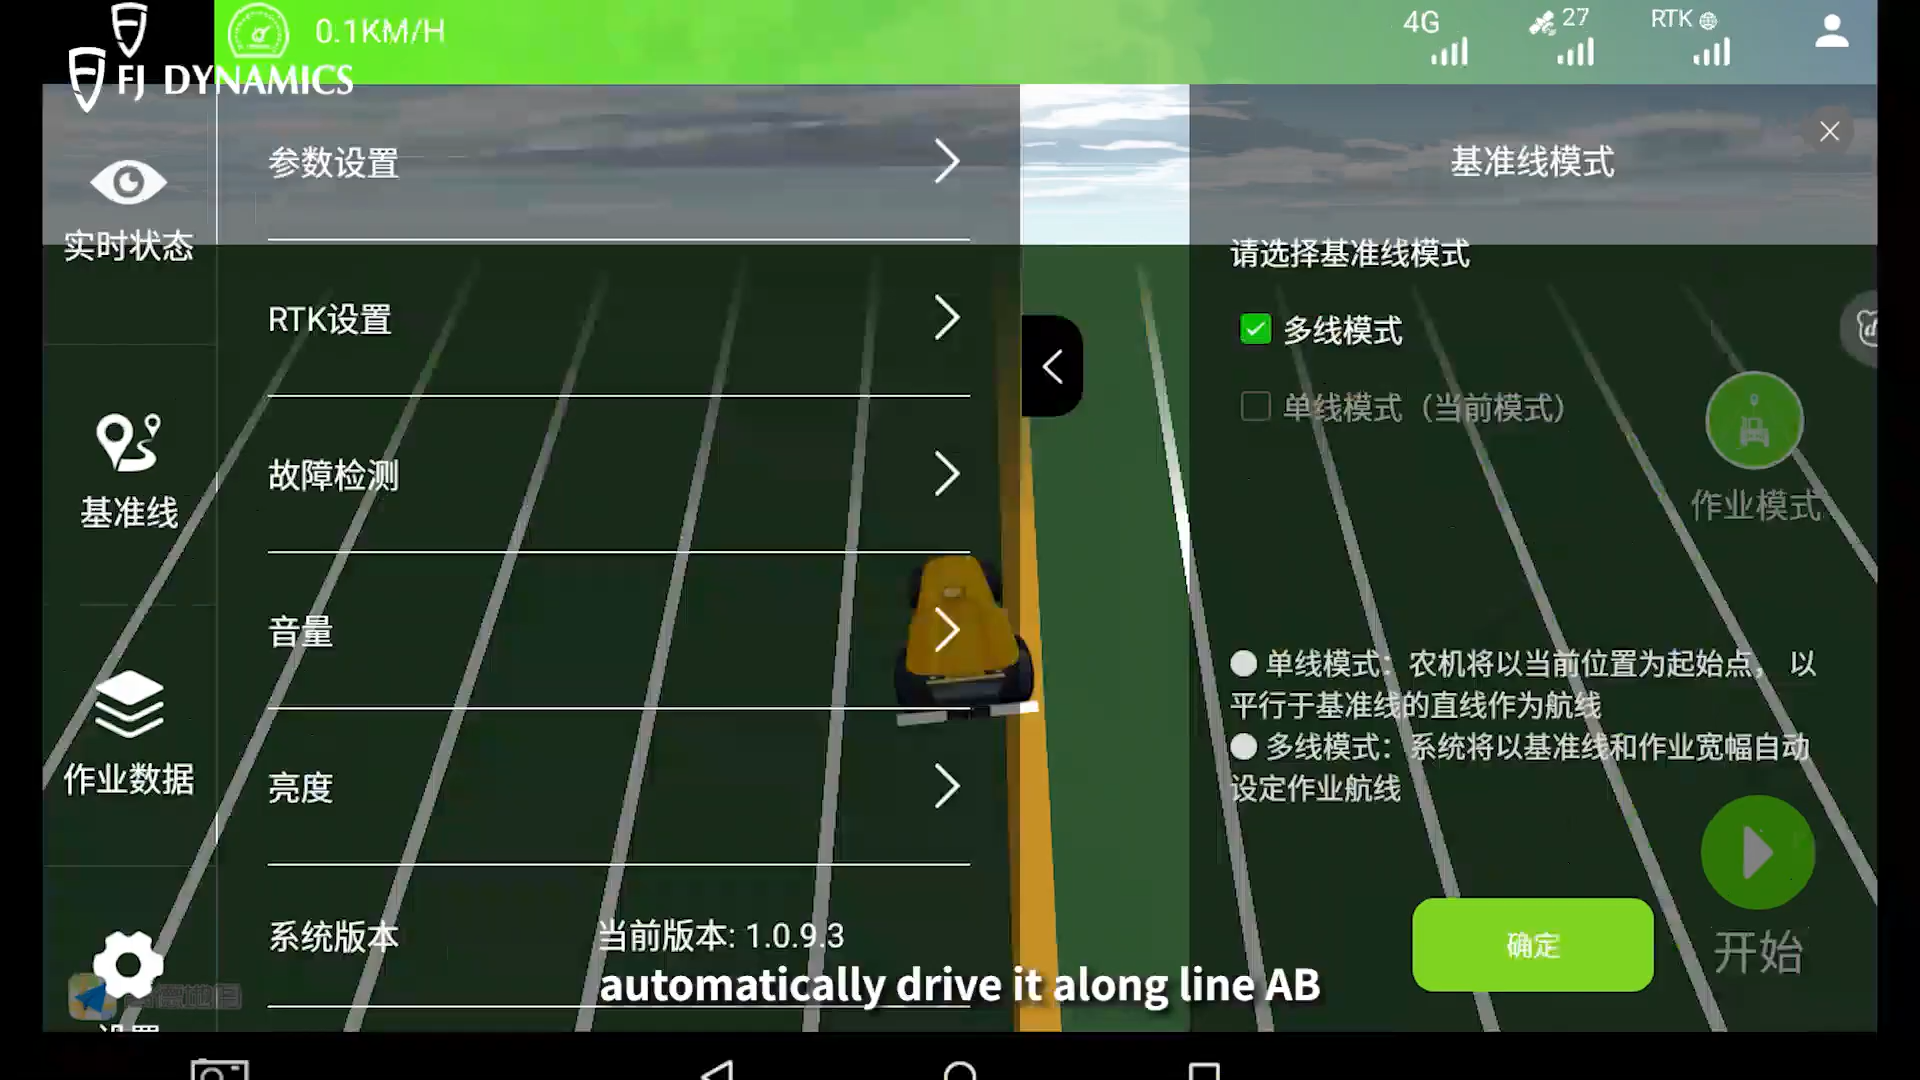 0.1KM/H
4G
27
RTK
FJ DYNAMICS
实时状态
基准线
作业数据
设置
参数设置
RTK设置
故障检测
音量
亮度
系统版本
当前版本: 1.0.9.3
基准线模式
请选择基准线模式
多线模式
单线模式（当前模式）
作业模式
单线模式：农机将以当前位置为起始点， 以
平行于基准线的直线作为航线
多线模式：系统将以基准线和作业宽幅自动
设定作业航线
确定
开始
automatically drive it along line AB